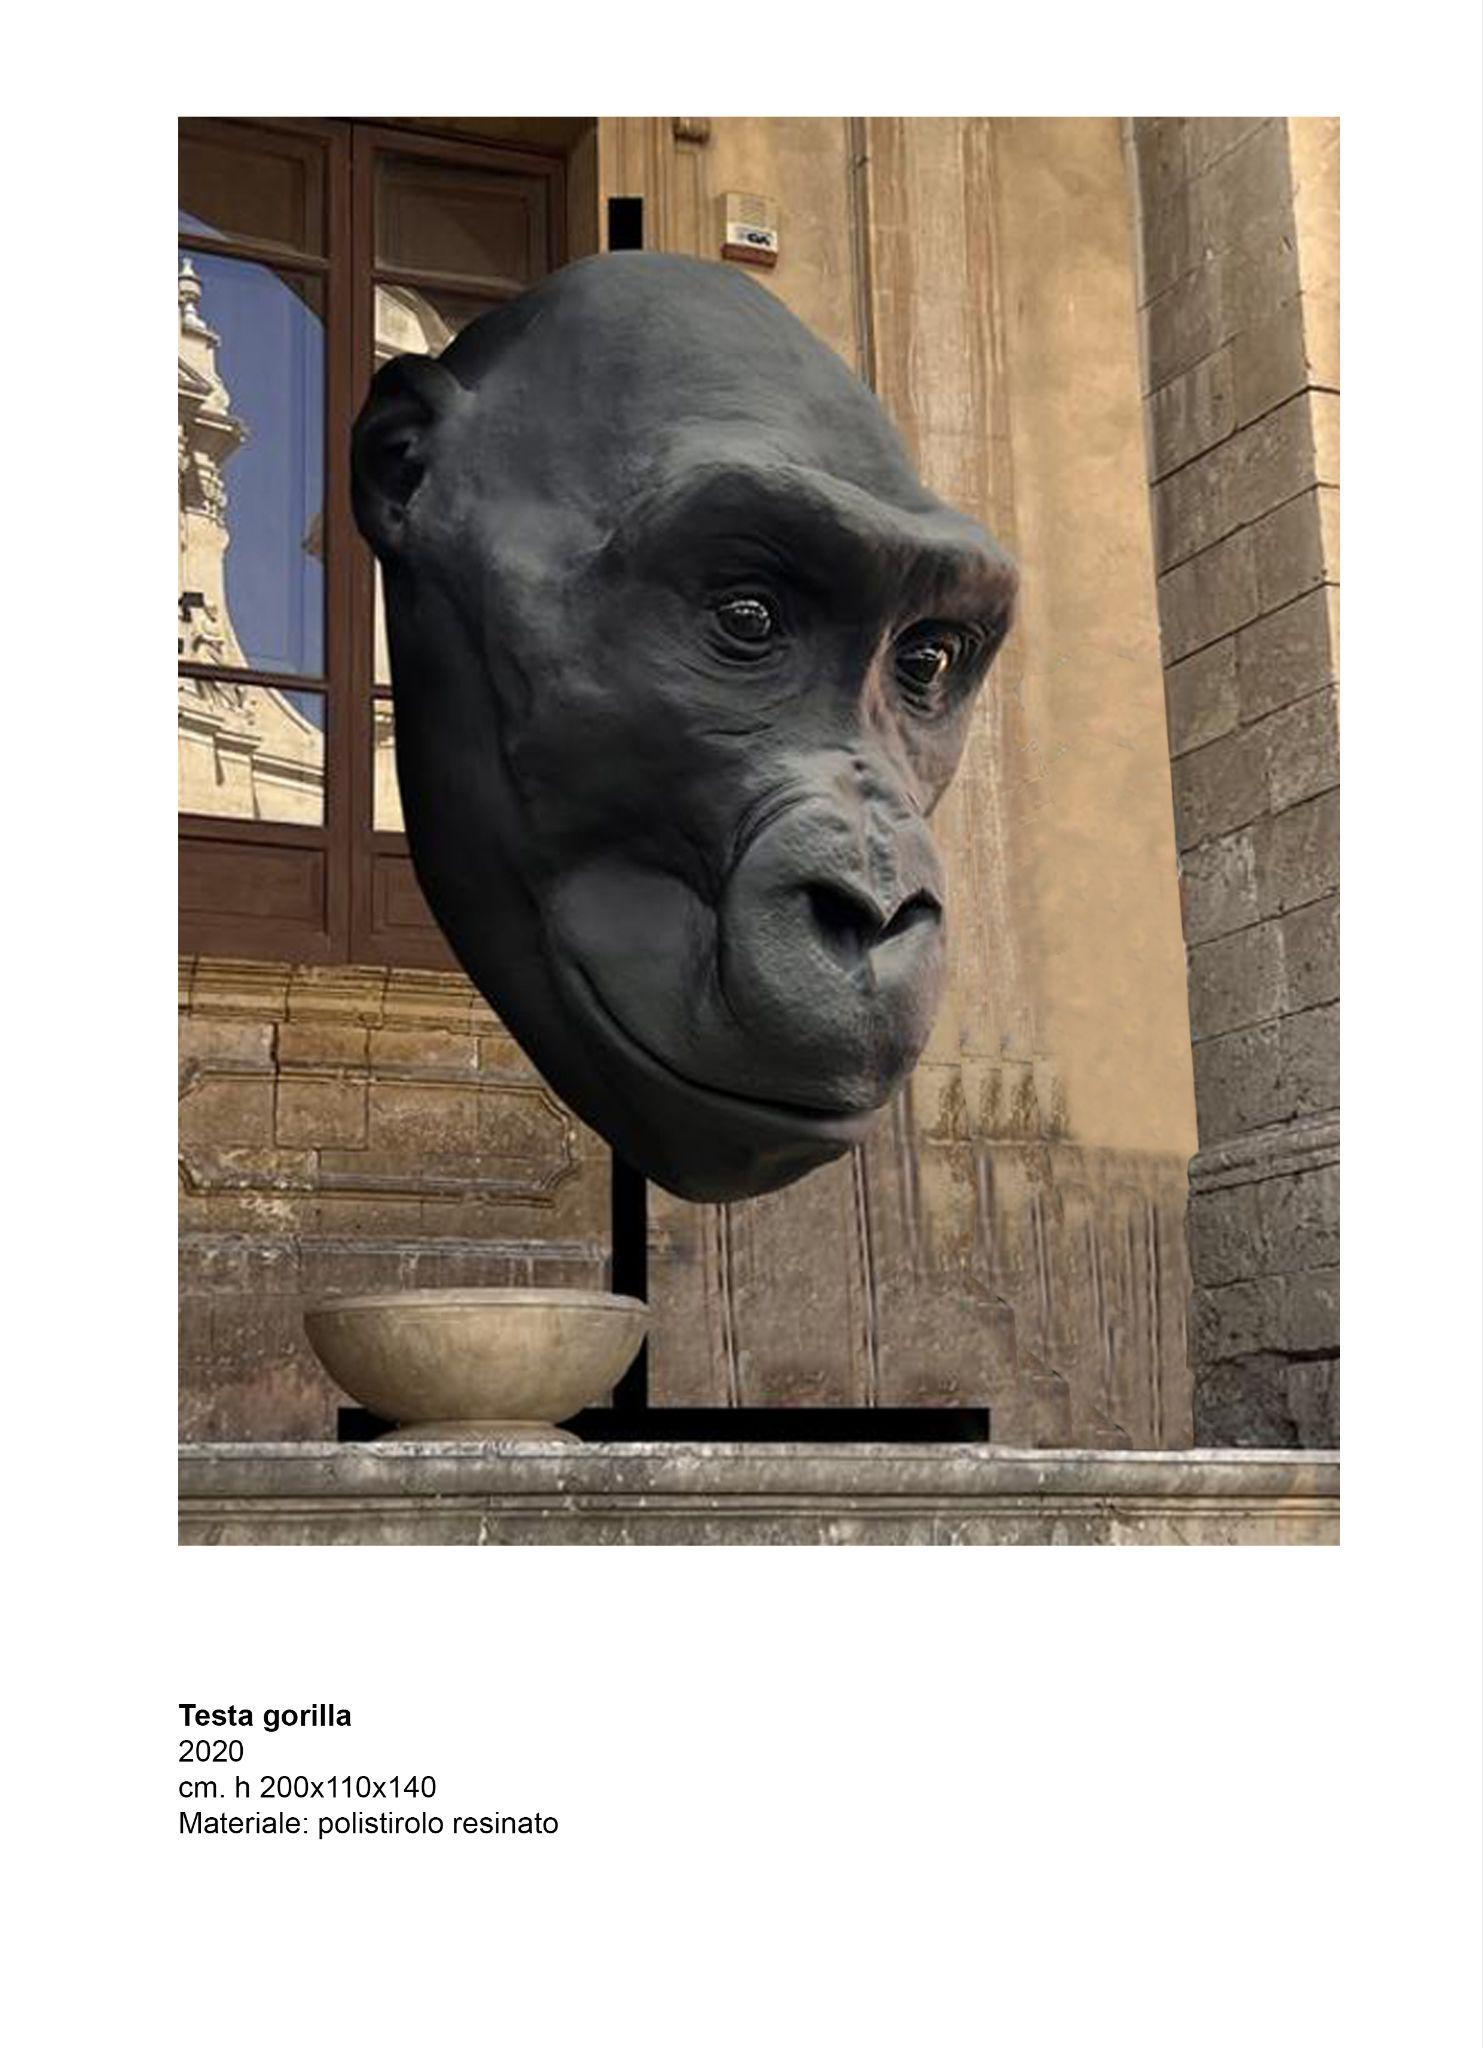 Testa gorilla
2020
cm. h 200x110x140
Materiale: polistirolo resinato